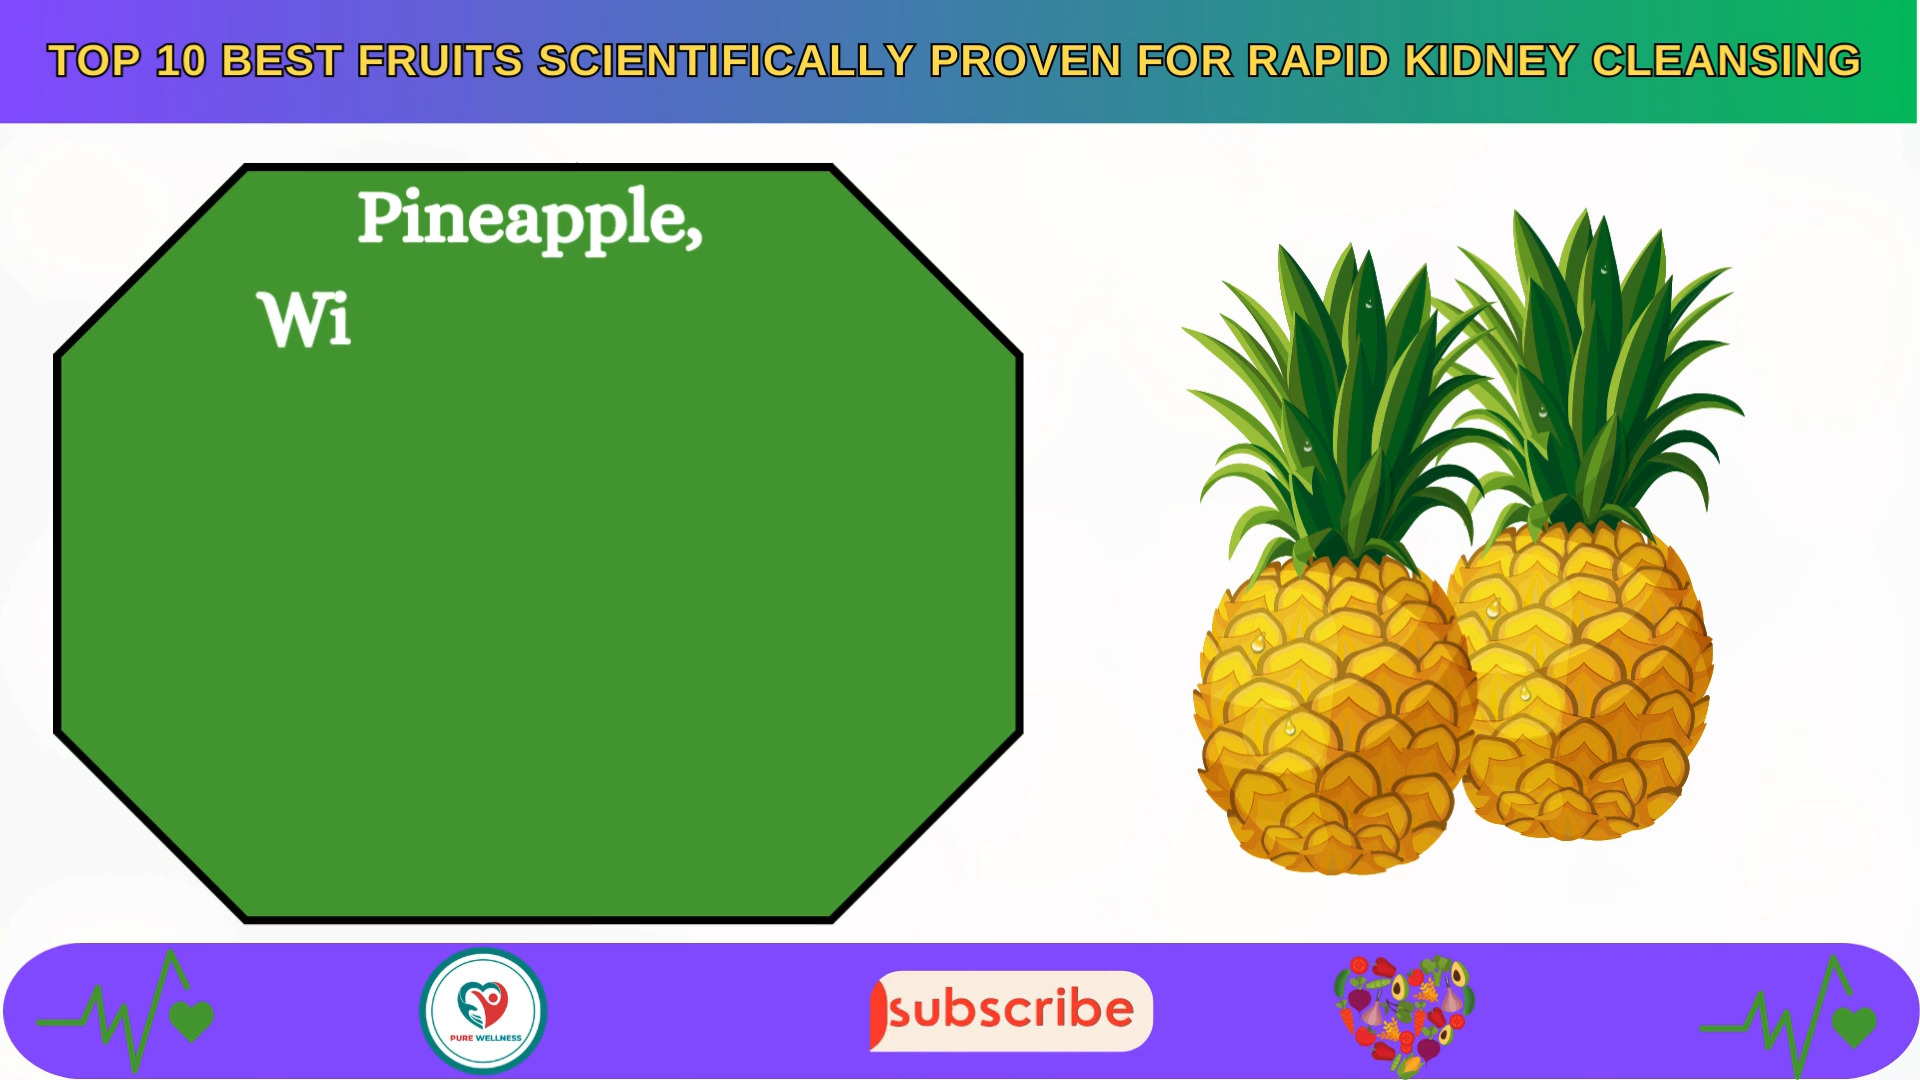 TOP 10 BEST FRUITS SCIENTIFICALLY PROVEN FOR RAPID KIDNEY CLEANSING
Pineapple,
Wi
PURE WELLNESS
subscribe